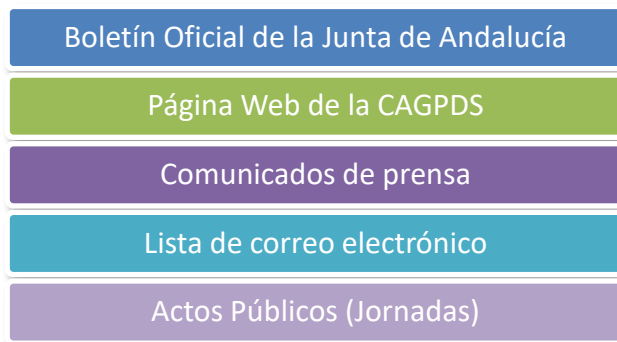 Boletín Oficial de la Junta de Andalucía
Página Web de la CAGPDS
Comunicados de prensa
Lista de correo electrónico
Actos Públicos (Jornadas)